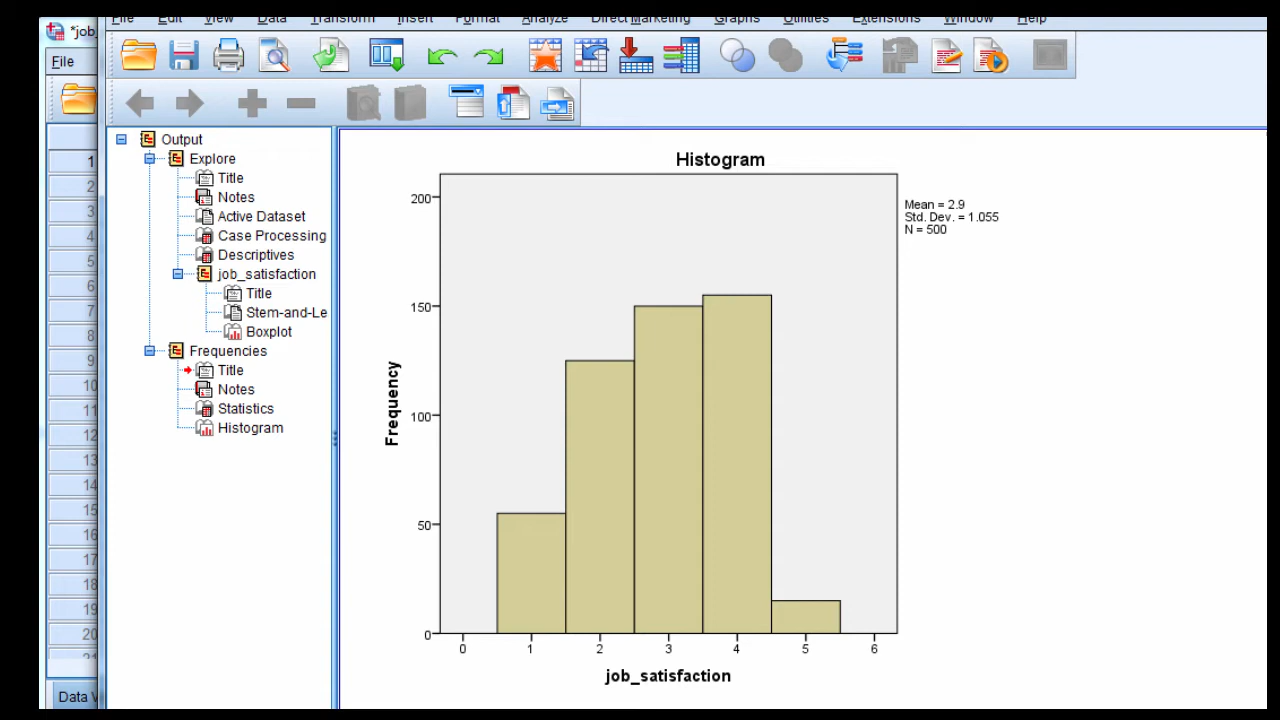 File Edit View Data Transform Insert Format Analyze Direct Marketing Graphs Utilities Extensions Window Help
*job_
File
Output
Explore
Title
Notes
Active Dataset
Case Processing
Descriptives
job_satisfaction
Title
Stem-and-Le
Boxplot
Frequencies
Title
Notes
Statistics
Histogram
1
2
3
4
5
6
7
8
9
10
11
12
13
14
15
16
17
18
19
20
21
Data V
Histogram
Mean = 2.9
Std. Dev. = 1.055
N = 500
Frequency
200
150
100
50
0
0 1 2 3 4 5 6
job_satisfaction